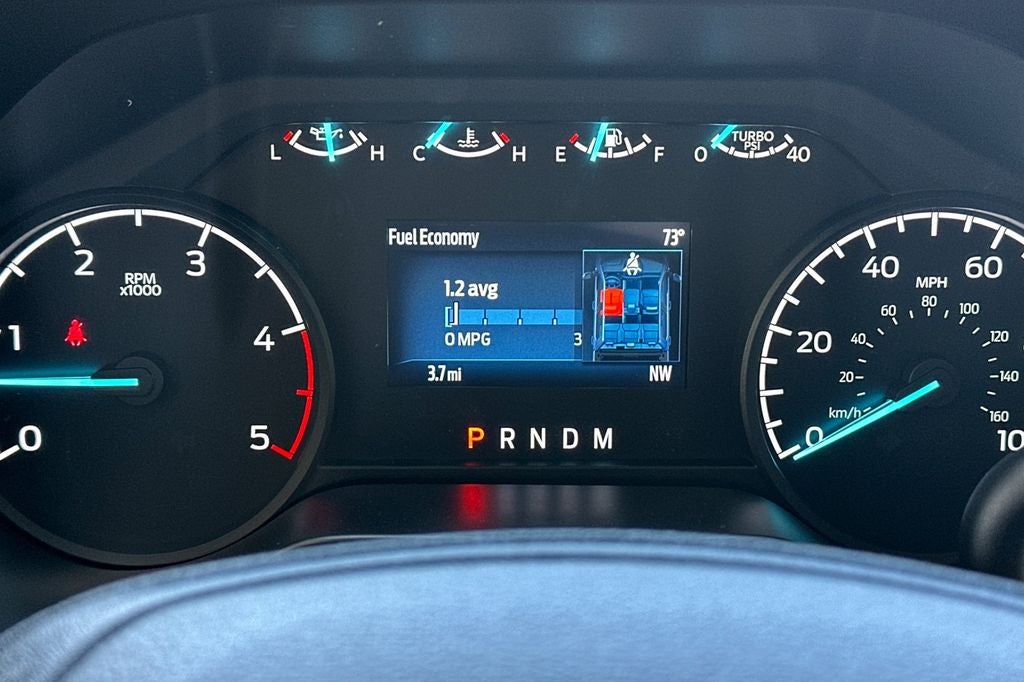 L H
C H
E F
0 TURBO PSI 40
Fuel Economy 73°
1.2 avg
0 MPG 3
3.7 mi NW
P R N D M
RPM
x1000
0 1 2 3 4 5
MPH
0 20 40 60 10
km/h 20 40 60 80 100 120 140 160